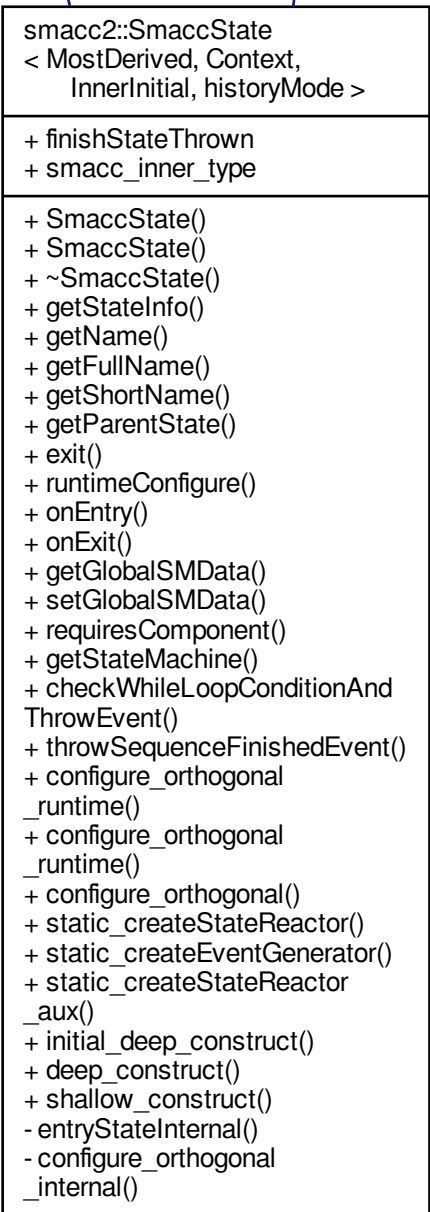 smacc2::SmaccState
< MostDerived, Context,
InnerInitial, historyMode >
+ finishStateThrown
+ smacc_inner_type
+ SmaccState()
+ SmaccState()
+ ~SmaccState()
+ getStateInfo()
+ getName()
+ getFullName()
+ getShortName()
+ getParentState()
+ exit()
+ runtimeConfigure()
+ onEntry()
+ onExit()
+ getGlobalSMData()
+ setGlobalSMData()
+ requiresComponent()
+ getStateMachine()
+ checkWhileLoopConditionAnd
ThrowEvent()
+ throwSequenceFinishedEvent()
+ configure_orthogonal
_runtime()
+ configure_orthogonal
_runtime()
+ configure_orthogonal()
+ static_createStateReactor()
+ static_createEventGenerator()
+ static_createStateReactor
_aux()
+ initial_deep_construct()
+ deep_construct()
+ shallow_construct()
- entryStateInternal()
- configure_orthogonal
_internal()